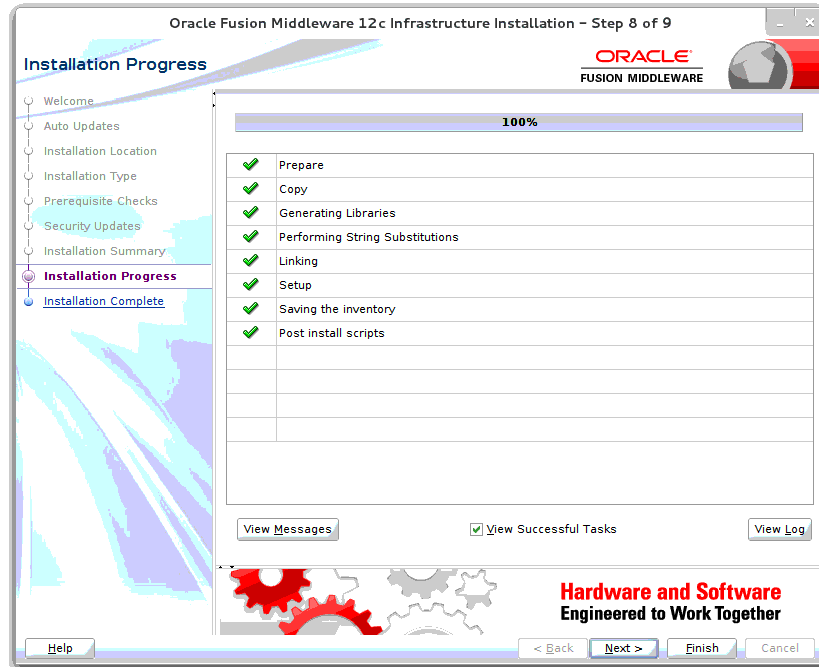 Oracle Fusion Middleware 12c Infrastructure Installation – Step 8 of 9
Installation Progress
ORACLE®
FUSION MIDDLEWARE
Welcome
Auto Updates
Installation Location
Installation Type
Prerequisite Checks
Security Updates
Installation Summary
Installation Progress
Installation Complete
100%
Prepare
Copy
Generating Libraries
Performing String Substitutions
Linking
Setup
Saving the inventory
Post install scripts
View Messages
View Successful Tasks
View Log
Hardware and Software
Engineered to Work Together
Help
< Back
Next >
Finish
Cancel